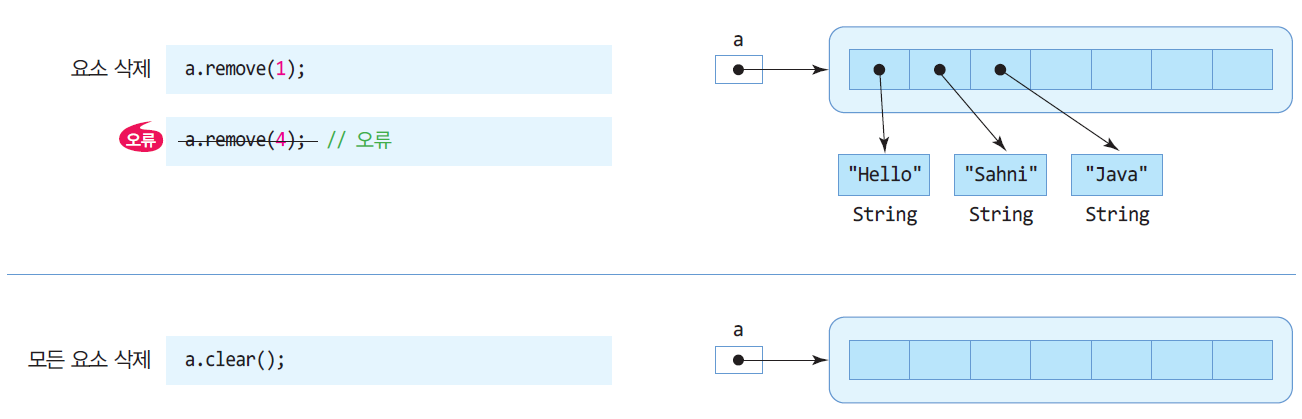 a
요소 삭제 a.remove(1);
오류 a.remove(4); // 오류
"Hello" "Sahni" "Java"
String String String
a
모든 요소 삭제 a.clear();